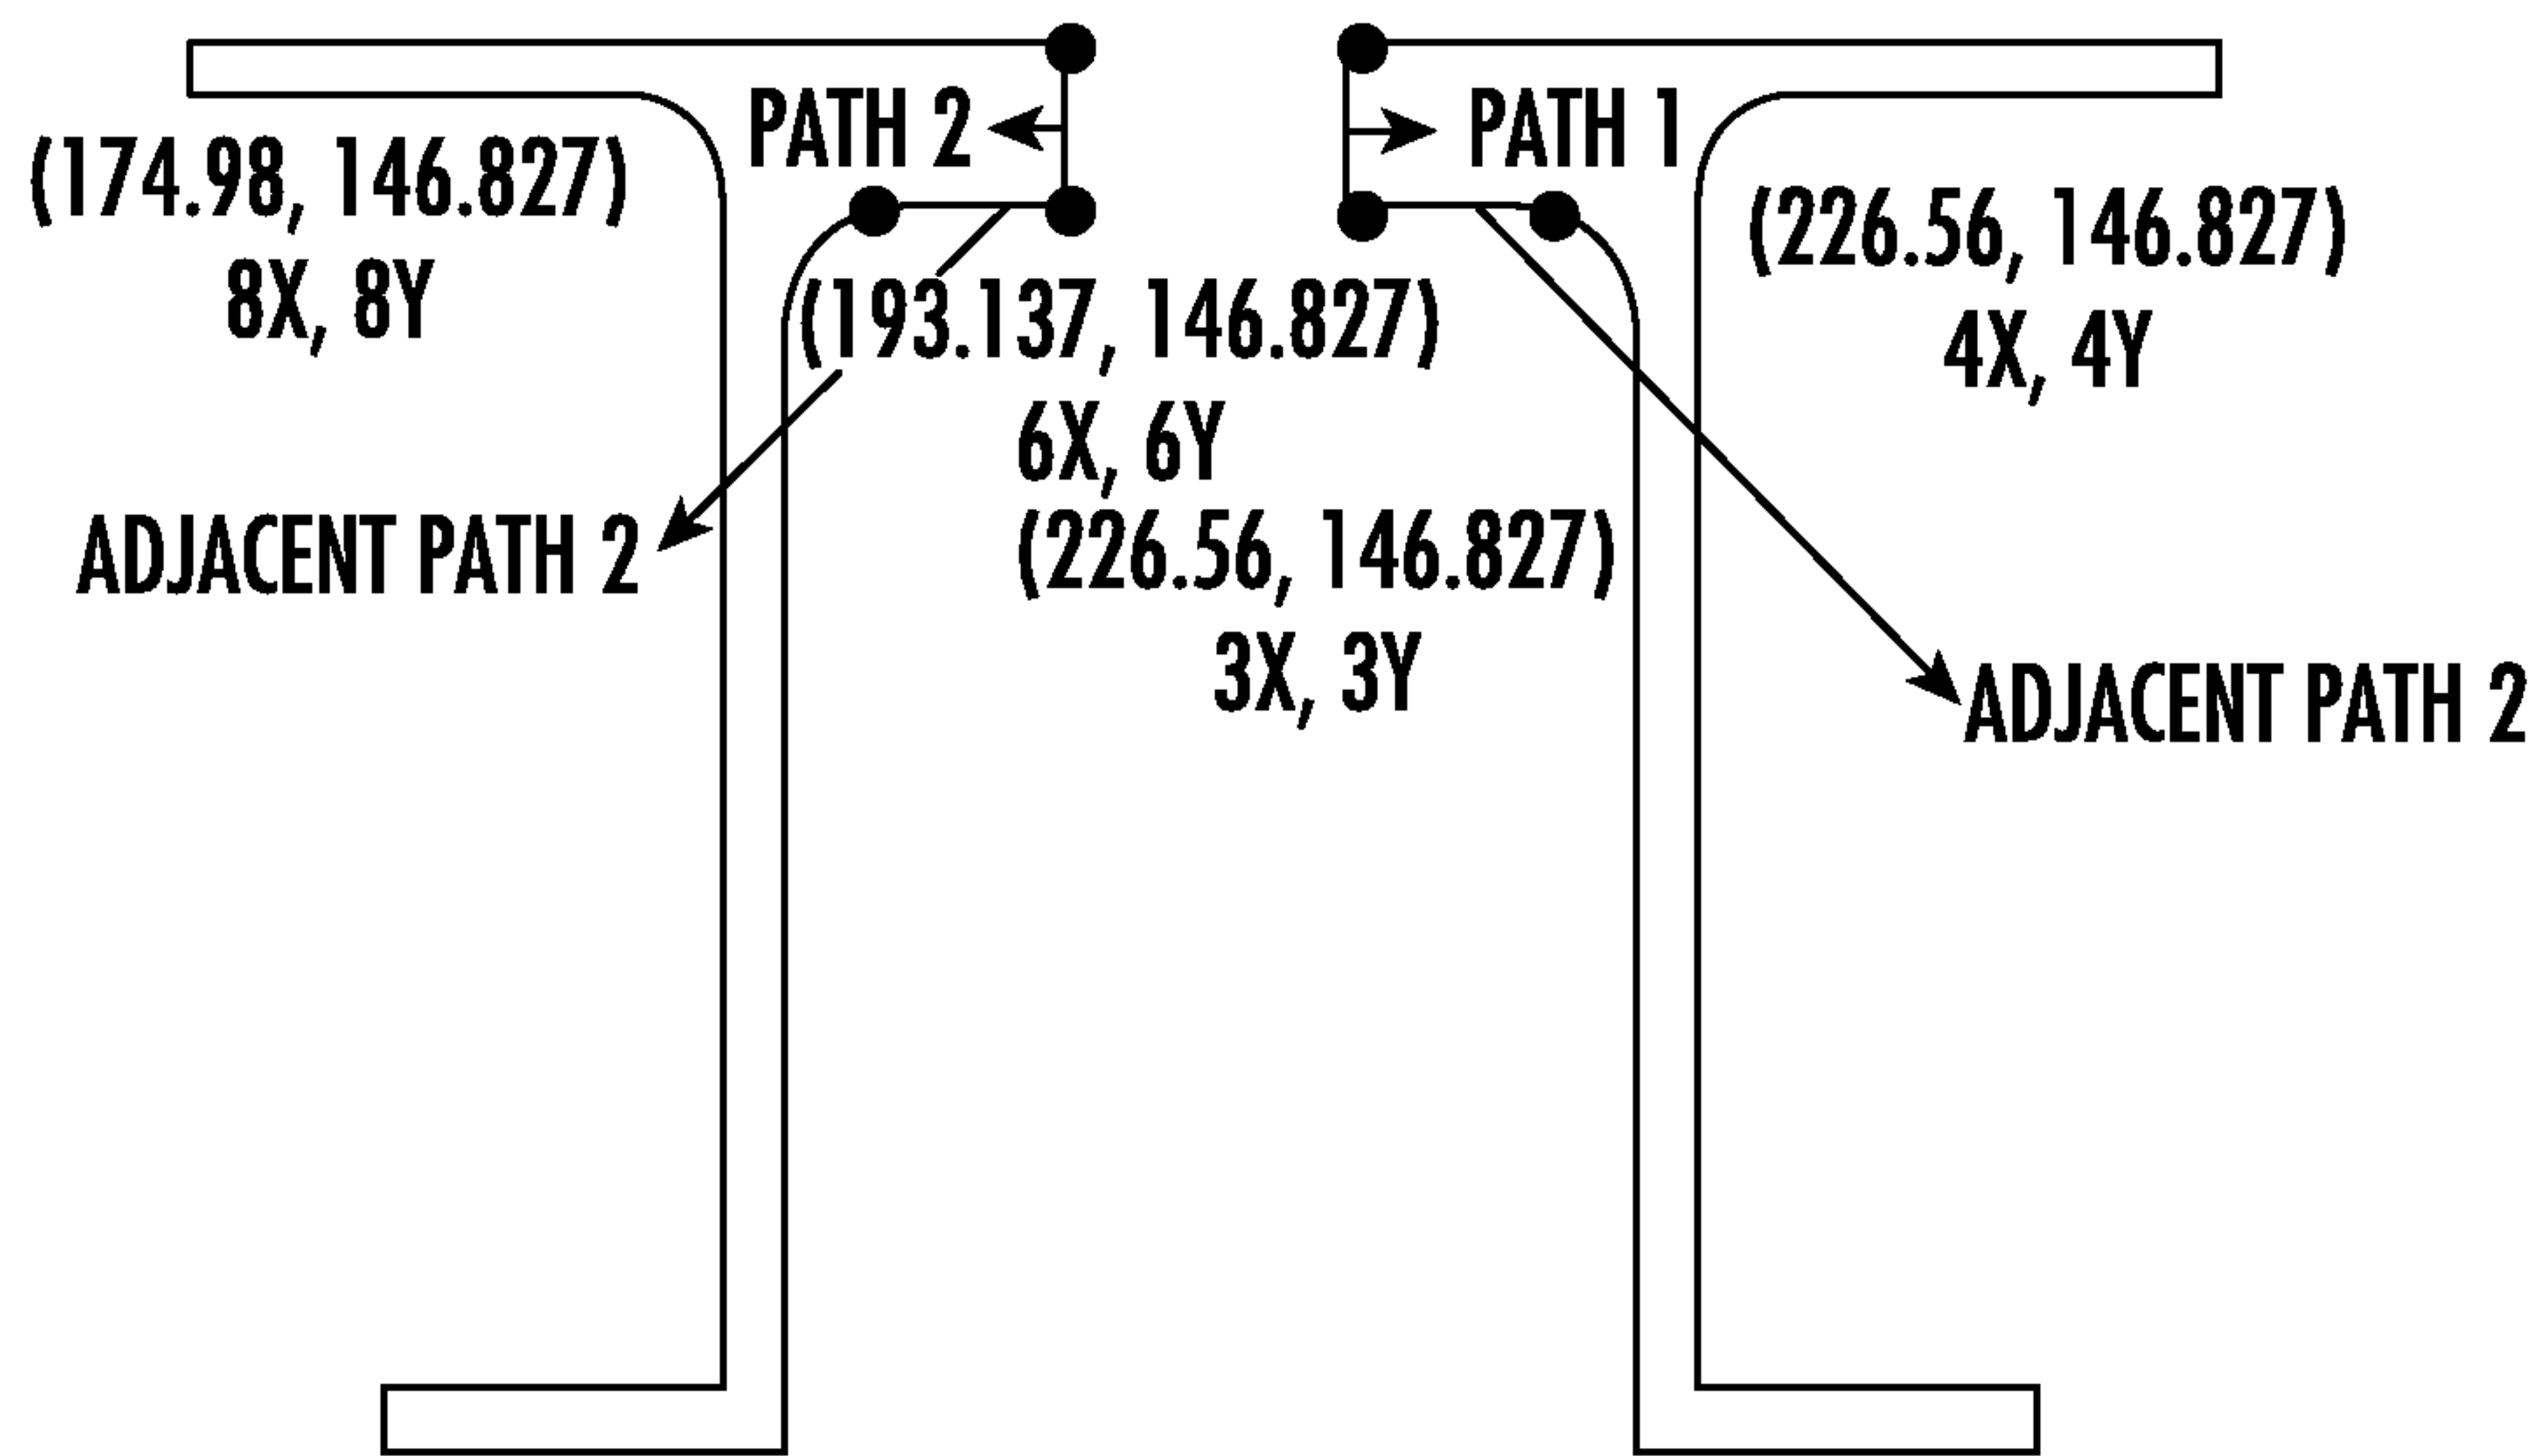 PATH 2
PATH 1
(174.98, 146.827)
8X, 8Y
(226.56, 146.827)
4X, 4Y
(193.137, 146.827)
6X, 6Y
(226.56, 146.827)
3X, 3Y
ADJACENT PATH 2
ADJACENT PATH 2